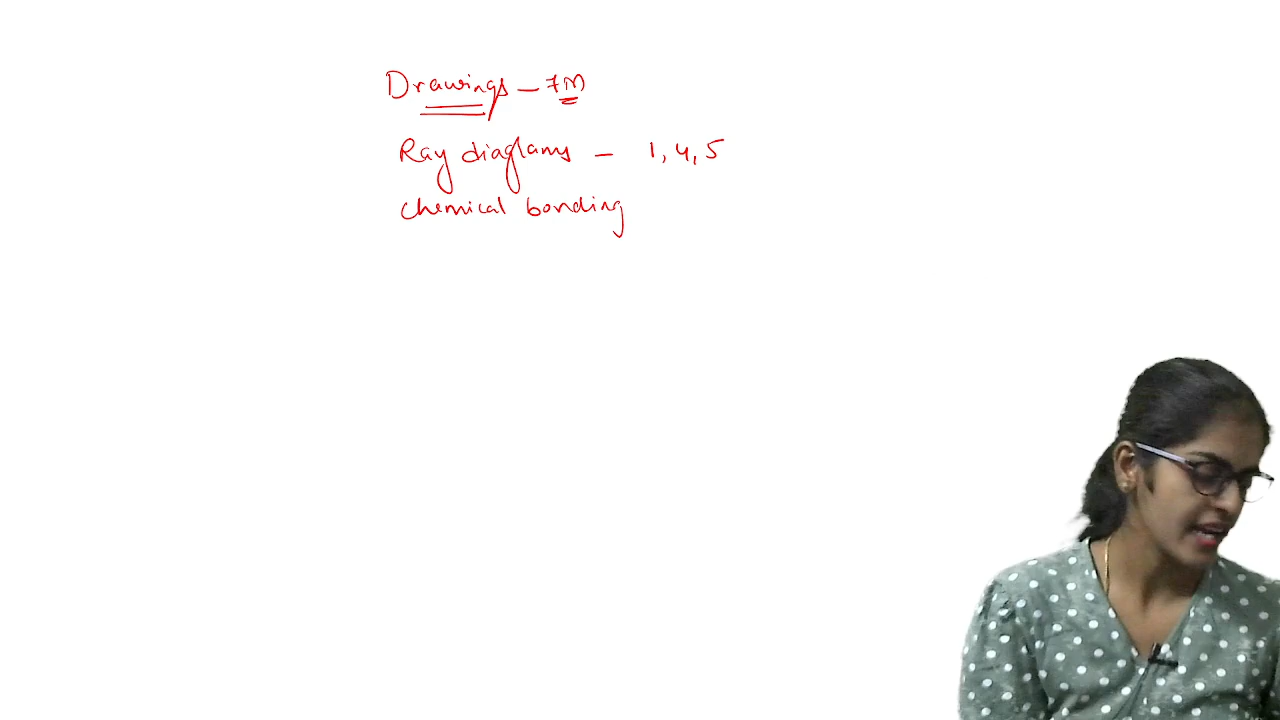 Drawings - 7M
Ray diagrams - 1, 4, 5
chemical bonding